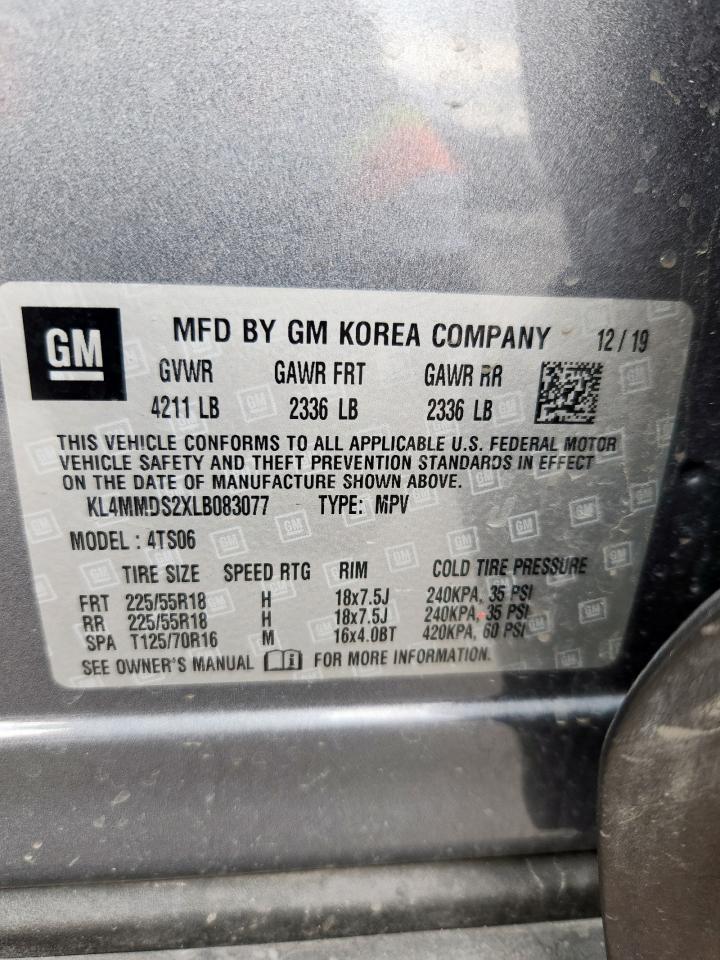 GM MFD BY GM KOREA COMPANY 12/19
GVWR GAWR FRT GAWR RR
4211 LB 2336 LB 2336 LB
THIS VEHICLE CONFORMS TO ALL APPLICABLE U.S. FEDERAL MOTOR
VEHICLE SAFETY AND THEFT PREVENTION STANDARDS IN EFFECT
ON THE DATE OF MANUFACTURE SHOWN ABOVE.
KL4MMDS2XLB083077 TYPE: MPV
MODEL : 4TS06
TIRE SIZE SPEED RTG RIM COLD TIRE PRESSURE
FRT 225/55R18 H 18x7.5J 240KPA, 35 PSI
RR 225/55R18 H 18x7.5J 240KPA, 35 PSI
SPA T125/70R16 M 16x4.0BT 420KPA, 60 PSI
SEE OWNER'S MANUAL FOR MORE INFORMATION.